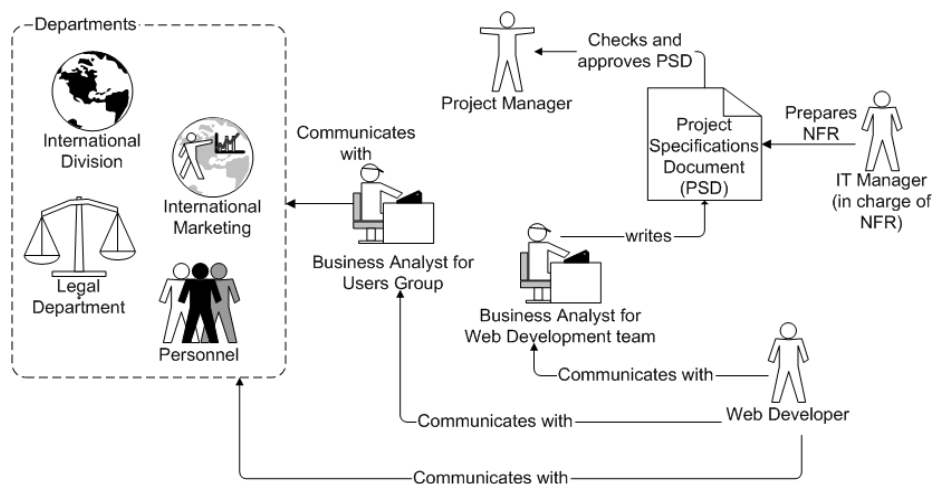 Departments
International
Division
International
Marketing
Legal
Department
Personnel
Communicates
with
Business Analyst for
Users Group
Project Manager
Checks and
approves PSD
Project
Specifications
Document
(PSD)
Prepares
NFR
IT Manager
(in charge of
NFR)
writes
Business Analyst for
Web Development team
Communicates with
Web Developer
Communicates with
Communicates with